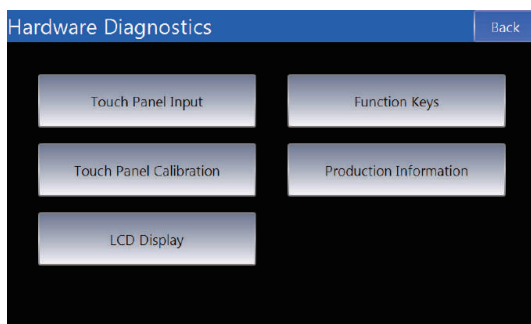 Hardware Diagnostics Back
Touch Panel Input Function Keys
Touch Panel Calibration Production Information
LCD Display